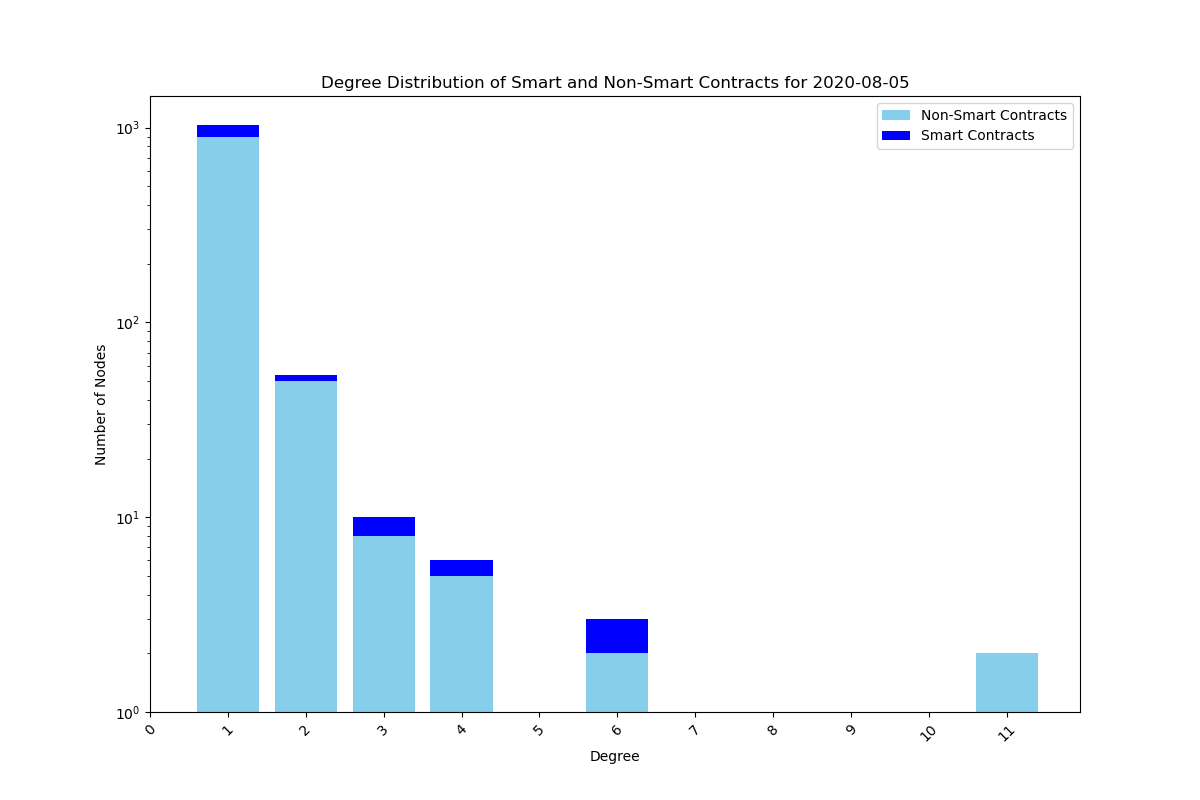 Degree Distribution of Smart and Non-Smart Contracts for 2020-08-05
Non-Smart Contracts
Smart Contracts
Number of Nodes
10³
10²
10¹
10⁰
0 1 2 3 4 5 6 7 8 9 10 11
Degree